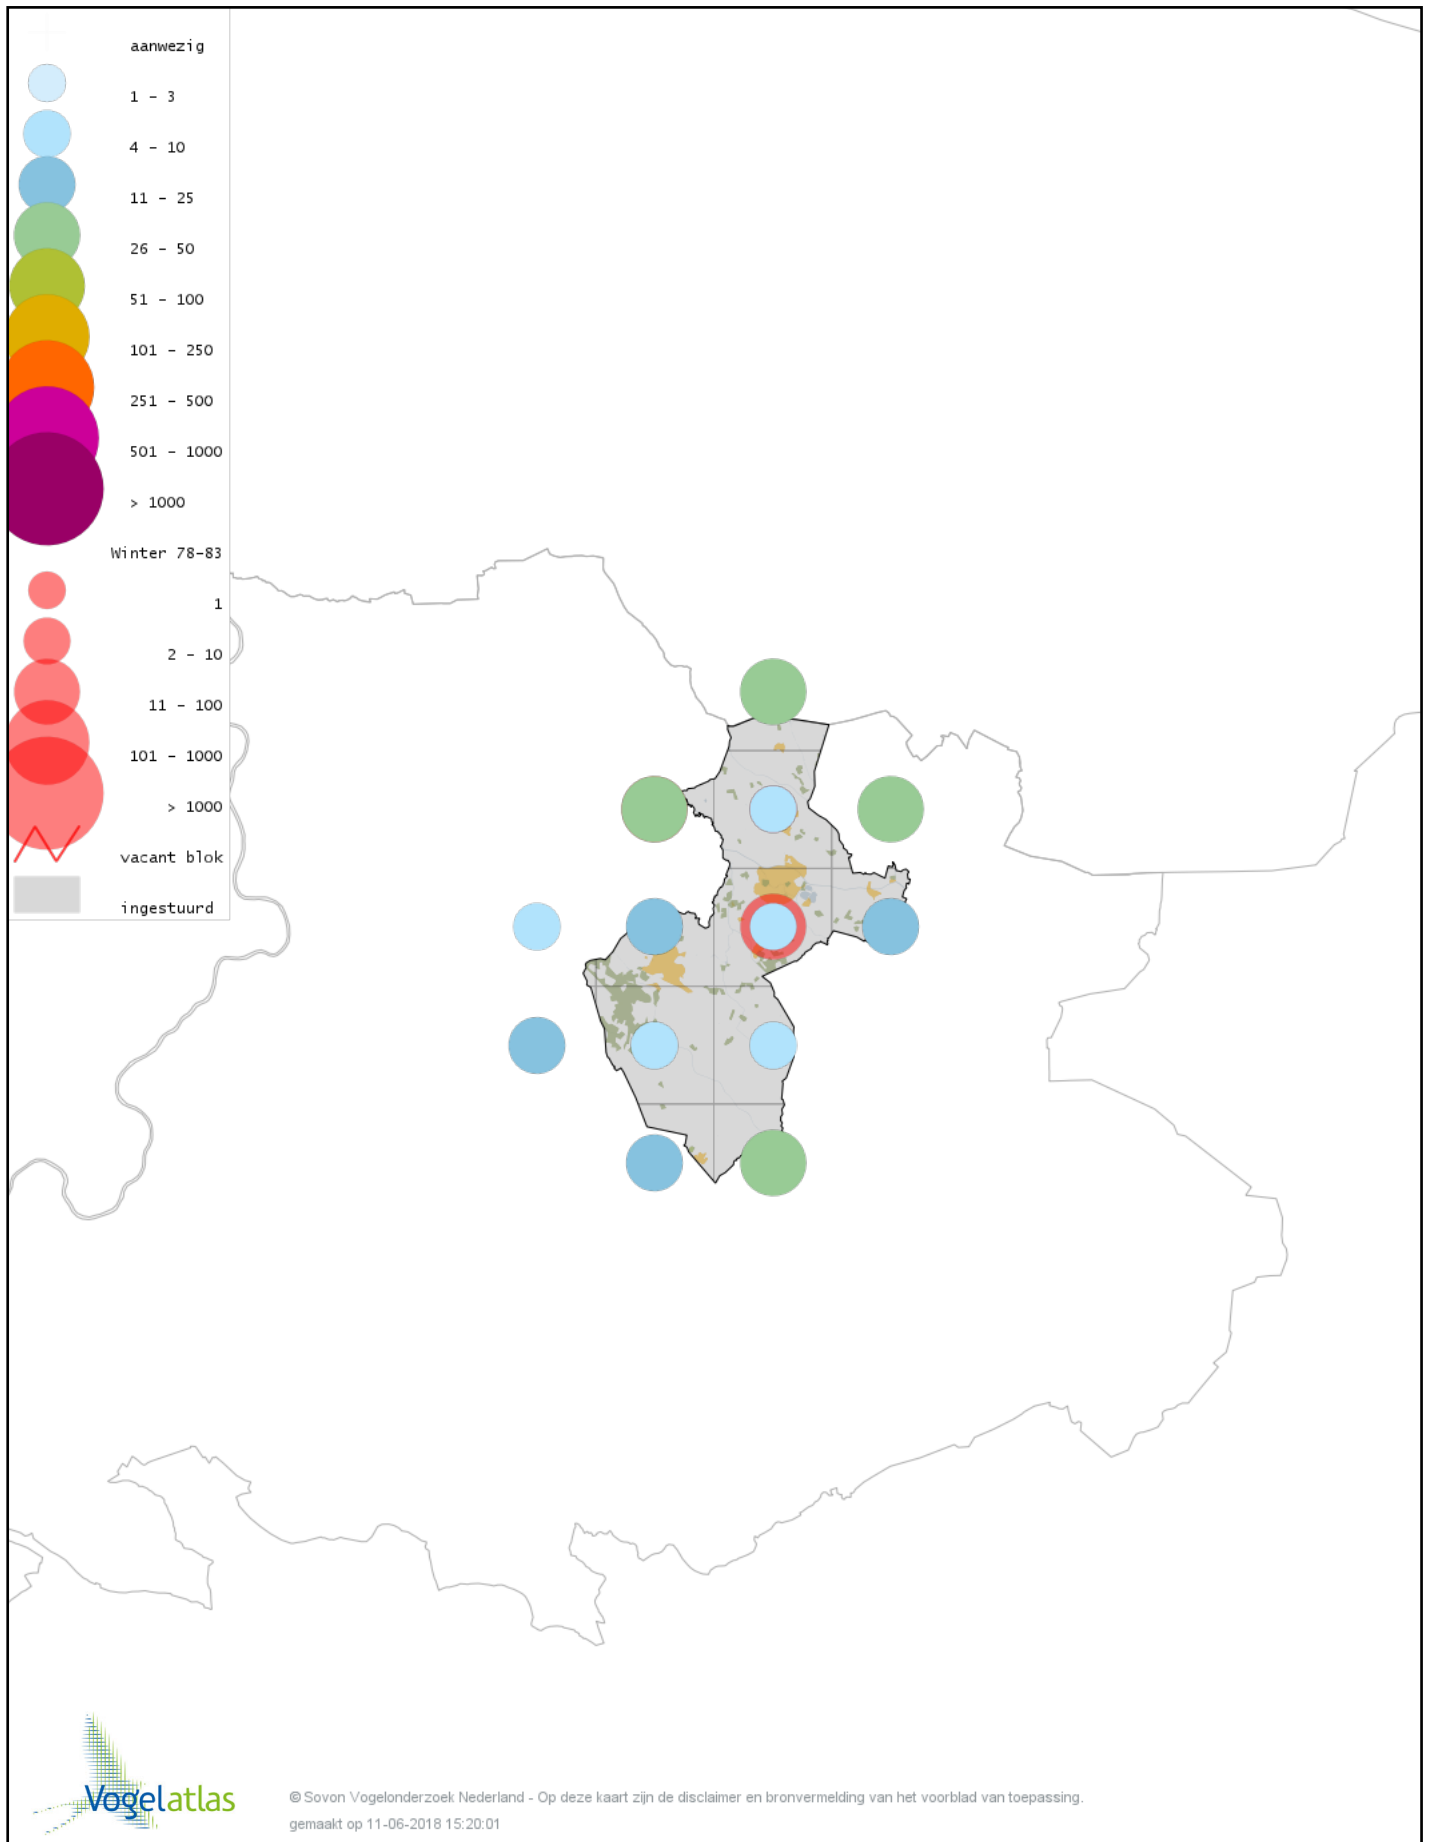 aanwezig
1 – 3
4 – 10
11 – 25
26 – 50
51 – 100
101 – 250
251 – 500
501 – 1000
> 1000
Winter 78–83
1
2 – 10
11 – 100
101 – 1000
> 1000
vacant blok
ingestuurd
Vogelatlas
© Sovon Vogelonderzoek Nederland - Op deze kaart zijn de disclaimer en bronvermelding van het voorblad van toepassing.
gemaakt op 11-06-2018 15:20:01